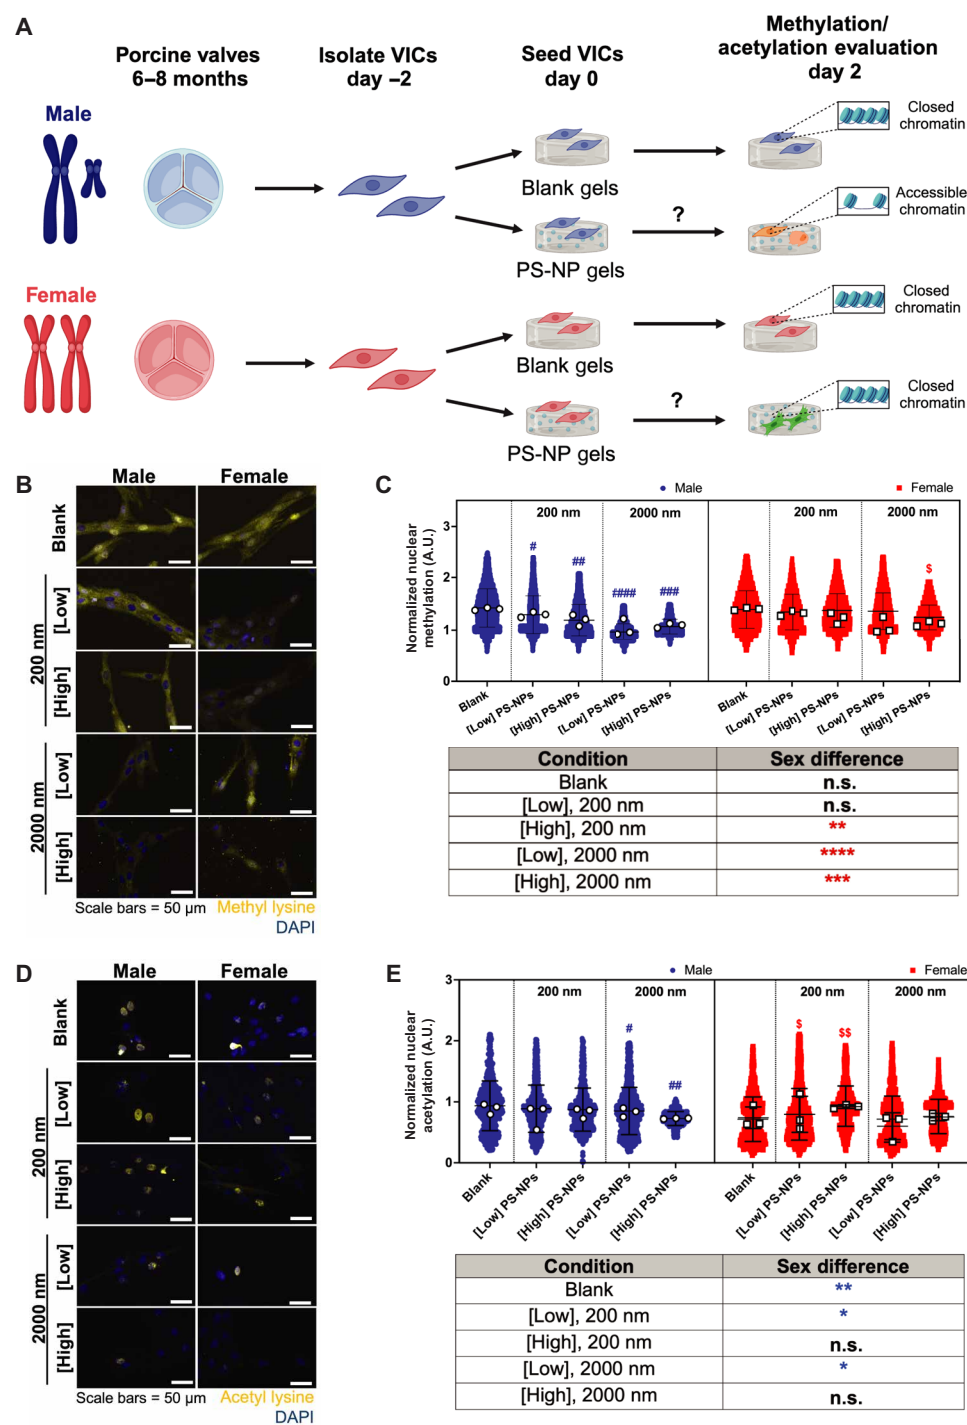 A
Porcine valves
6–8 months
Isolate VICs
day –2
Seed VICs
day 0
Methylation/
acetylation evaluation
day 2
Male
Blank gels
Closed
chromatin
?
PS-NP gels
Accessible
chromatin
Female
Blank gels
Closed
chromatin
?
PS-NP gels
Closed
chromatin
B
Male
Female
Blank
200 nm
[Low]
[High]
2000 nm
[Low]
[High]
Scale bars = 50 µm
Methyl lysine
DAPI
C
Male
Female
Normalized nuclear
methylation (A.U.)
3
2
1
0
200 nm
2000 nm
200 nm
2000 nm
#
##
####
###
$
Blank
[Low] PS-NPs
[High] PS-NPs
[Low] PS-NPs
[High] PS-NPs
Blank
[Low] PS-NPs
[High] PS-NPs
[Low] PS-NPs
[High] PS-NPs
Condition Sex difference
Blank n.s.
[Low], 200 nm n.s.
[High], 200 nm **
[Low], 2000 nm ****
[High], 2000 nm ***
D
Male
Female
Blank
200 nm
[Low]
[High]
2000 nm
[Low]
[High]
Scale bars = 50 µm
Acetyl lysine
DAPI
E
Male
Female
Normalized nuclear
acetylation (A.U.)
3
2
1
0
200 nm
2000 nm
200 nm
2000 nm
#
##
$
$$
Blank
[Low] PS-NPs
[High] PS-NPs
[Low] PS-NPs
[High] PS-NPs
Blank
[Low] PS-NPs
[High] PS-NPs
[Low] PS-NPs
[High] PS-NPs
Condition Sex difference
Blank **
[Low], 200 nm *
[High], 200 nm n.s.
[Low], 2000 nm *
[High], 2000 nm n.s.